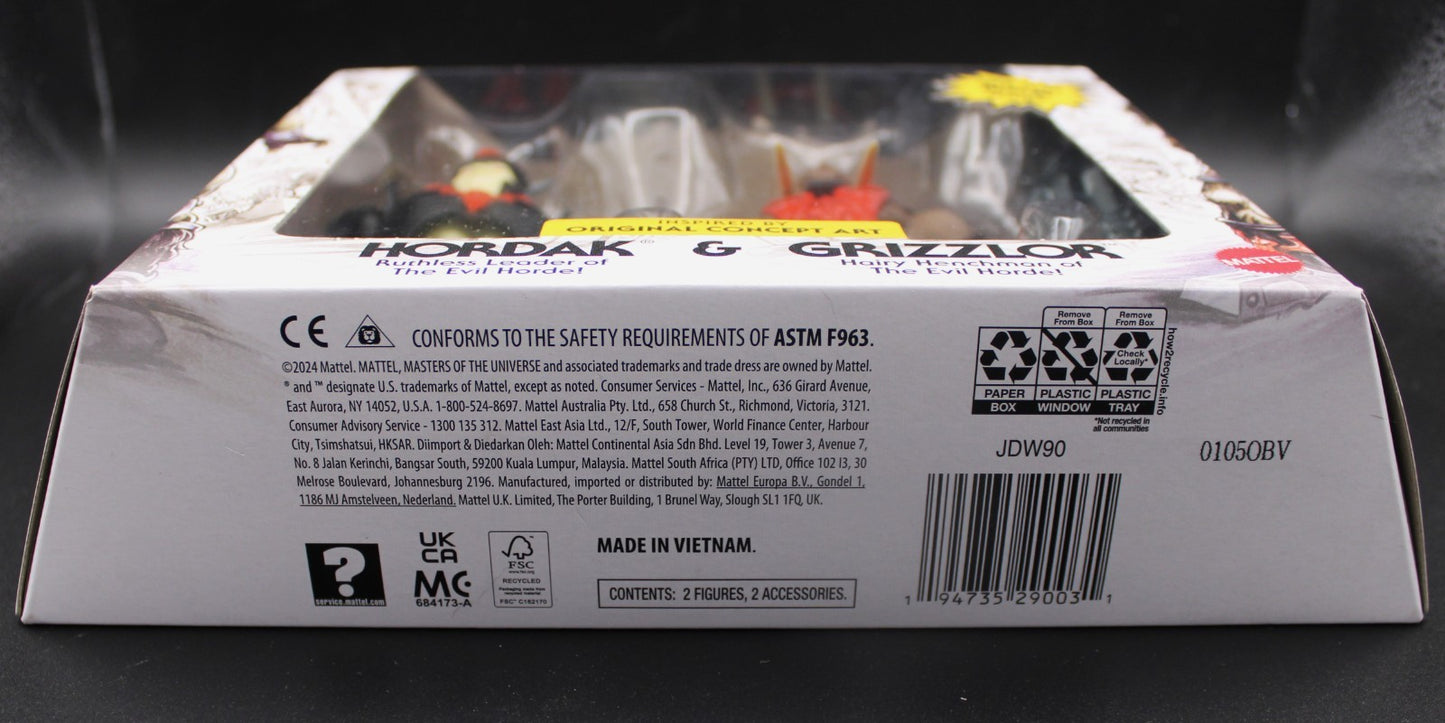 INSPIRED BY
ORIGINAL CONCEPT ART
HORDAK ® & GRIZZLOR ™
Ruthless Leader of
The Evil Horde!
Hairy Henchman of
The Evil Horde!
MATTEL
CE CONFORMS TO THE SAFETY REQUIREMENTS OF ASTM F963.
©2024 Mattel. MATTEL, MASTERS OF THE UNIVERSE and associated trademarks and trade dress are owned by Mattel.
® and ™ designate U.S. trademarks of Mattel, except as noted. Consumer Services - Mattel, Inc., 636 Girard Avenue,
East Aurora, NY 14052, U.S.A. 1-800-524-8697. Mattel Australia Pty. Ltd., 658 Church St., Richmond, Victoria, 3121.
Consumer Advisory Service - 1300 135 312. Mattel East Asia Ltd., 12/F, South Tower, World Finance Center, Harbour
City, Tsimshatsui, HKSAR. Diimport & Diedarkan Oleh: Mattel Continental Asia Sdn Bhd. Level 19, Tower 3, Avenue 7,
No. 8 Jalan Kerinchi, Bangsar South, 59200 Kuala Lumpur, Malaysia. Mattel South Africa (PTY) LTD, Office 102 I3, 30
Melrose Boulevard, Johannesburg 2196. Manufactured, imported or distributed by: Mattel Europa B.V., Gondel 1,
1186 MJ Amstelveen, Nederland. Mattel U.K. Limited, The Porter Building, 1 Brunel Way, Slough SL1 1FQ, UK.
?
service.mattel.com
UK
CA
MC
684173-A
FSC
www.fsc.org
RECYCLED
Packaging made from
recycled material
FSC™ C162170
MADE IN VIETNAM.
CONTENTS: 2 FIGURES, 2 ACCESSORIES.
Remove
From Box
Remove
From Box
Check
Locally*
PAPER PLASTIC PLASTIC
BOX WINDOW TRAY
how2recycle.info
*Not recycled in
all communities
JDW90
0105OBV
1 94735 29003 1